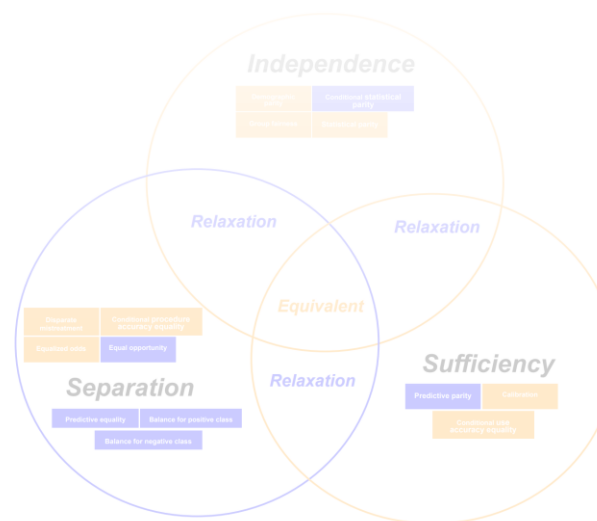 Independence
Conditional statistical
parity
Relaxation
Relaxation
Equivalent
Conditional procedure
accuracy equality
Equalized odds
Equal opportunity
Separation
Relaxation
Sufficiency
Predictive equality
Balance for positive class
Balance for negative class
Predictive parity
Calibration
Conditional use
accuracy equality